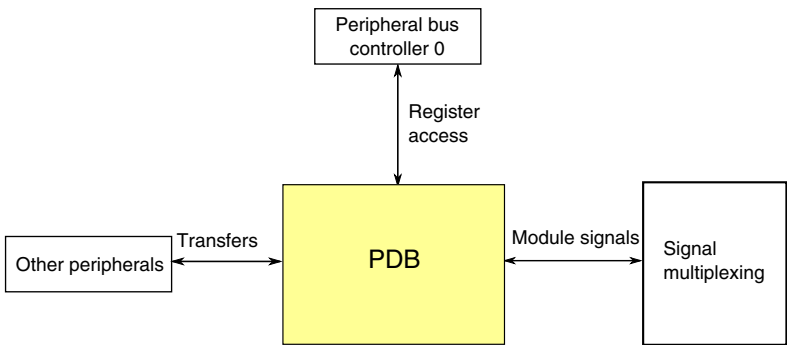 Peripheral bus
controller 0
Register
access
Transfers
Other peripherals
PDB
Module signals
Signal
multiplexing